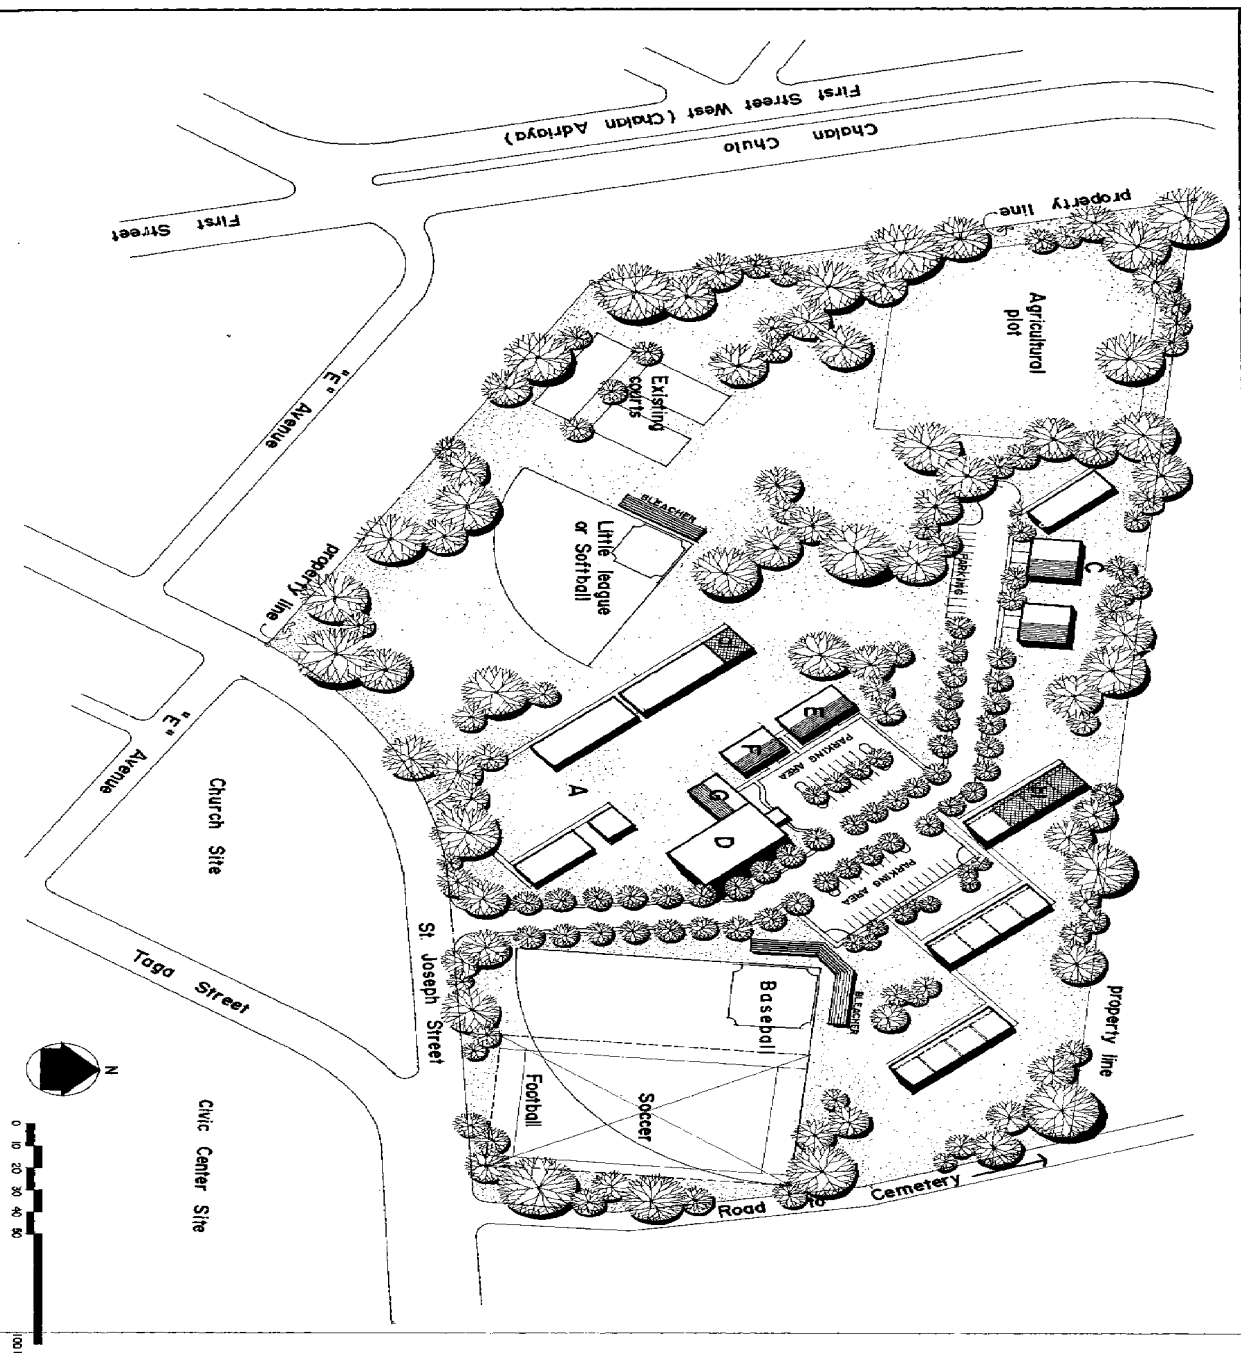 First Street West (Chalan Adriaya)
Chalan Chulo
First Street
property line
Agricultural
plot
"E" Avenue
Existing
courts
BLEACHER
Little league
or Softball
property line
PARKING
C
H
E
F
PARKING AREA
G
D
PARKING AREA
A
"E" Avenue
Church Site
Taga Street
St. Joseph Street
BLEACHER
Baseball
property line
Football
Soccer
Road to Cemetery
N
Civic Center Site
0 10 20 30 40 50